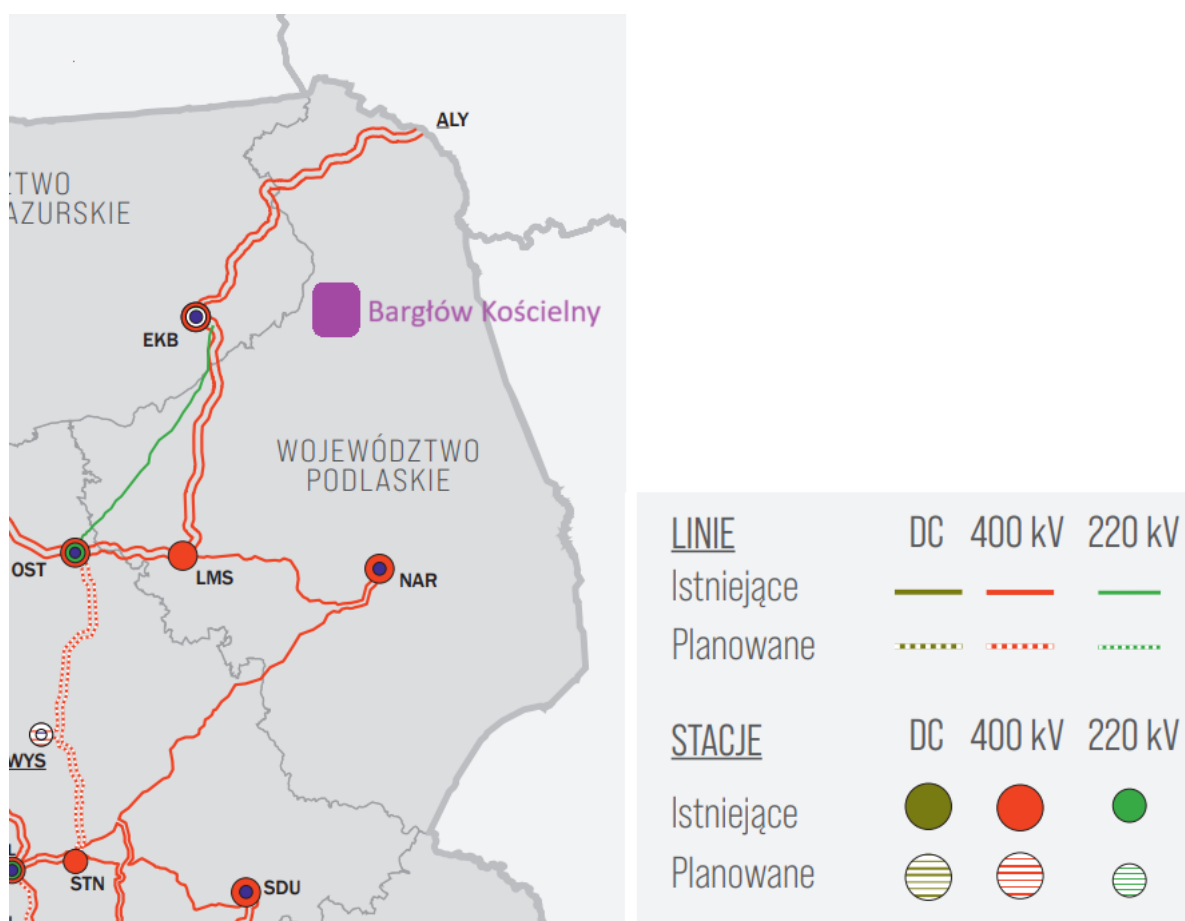 ALY
ZTWO
AZURSKIE
Bargłów Kościelny
EKB
WOJEWÓDZTWO
PODLASKIE
OST
LMS
NAR
WYS
STN
SDU
LINIE DC 400 kV 220 kV
Istniejące
Planowane
STACJE DC 400 kV 220 kV
Istniejące
Planowane